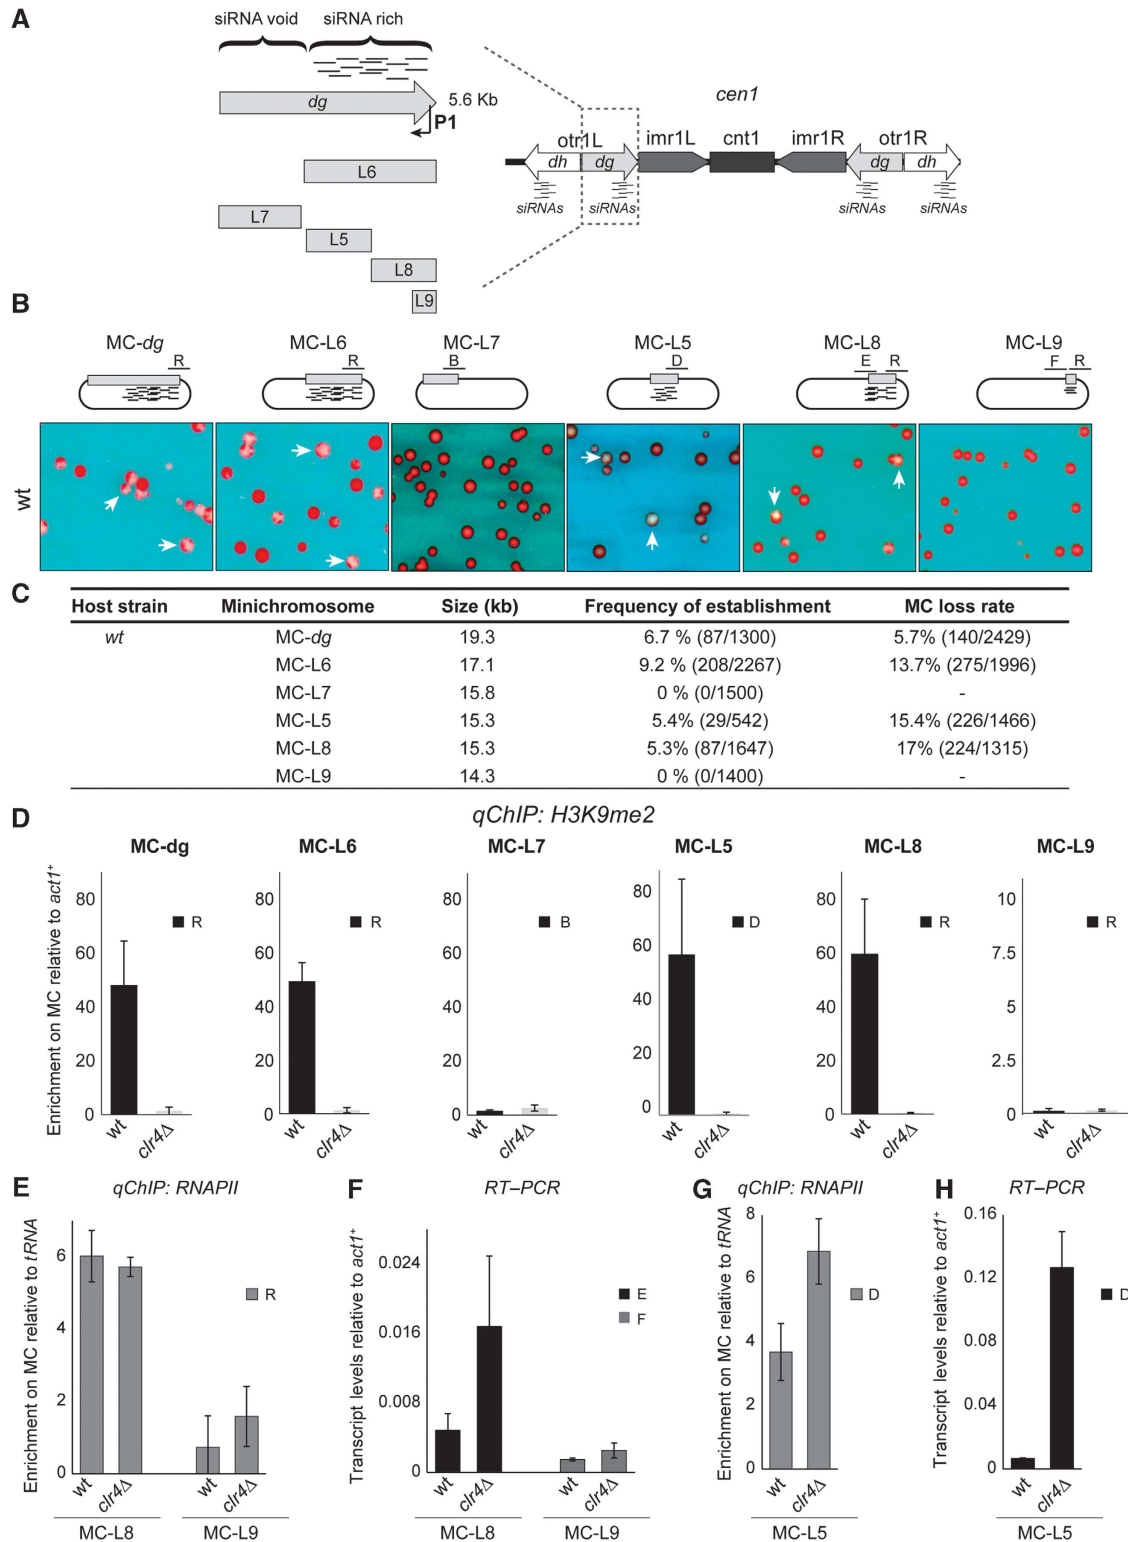 A
siRNA void
siRNA rich
dg
5.6 Kb
P1
L6
L7
L5
L8
L9
cen1
otr1L
imr1L
cnt1
imr1R
otr1R
dh
dg
dg
dh
siRNAs
siRNAs
siRNAs
siRNAs
B
MC-dg
MC-L6
MC-L7
MC-L5
MC-L8
MC-L9
R
R
B
D
E
R
F
R
wt
C
Host strain Minichromosome Size (kb) Frequency of establishment MC loss rate
wt MC-dg 19.3 6.7 % (87/1300) 5.7% (140/2429)
MC-L6 17.1 9.2 % (208/2267) 13.7% (275/1996)
MC-L7 15.8 0 % (0/1500) -
MC-L5 15.3 5.4% (29/542) 15.4% (226/1466)
MC-L8 15.3 5.3% (87/1647) 17% (224/1315)
MC-L9 14.3 0 % (0/1400) -
D
qChIP: H3K9me2
Enrichment on MC relative to act1+
MC-dg
80
60
40
20
0
R
wt
clr4Δ
MC-L6
80
60
40
20
0
R
wt
clr4Δ
MC-L7
80
60
40
20
0
B
wt
clr4Δ
MC-L5
80
60
40
20
0
D
wt
clr4Δ
MC-L8
80
60
40
20
0
R
wt
clr4Δ
MC-L9
10
7.5
5
2.5
0
R
wt
clr4Δ
E
qChIP: RNAPII
Enrichment on MC relative to tRNA
6
4
2
0
R
wt
clr4Δ
wt
clr4Δ
MC-L8
MC-L9
F
RT–PCR
Transcript levels relative to act1+
0.024
0.016
0.008
0
E
F
wt
clr4Δ
wt
clr4Δ
MC-L8
MC-L9
G
qChIP: RNAPII
Enrichment on MC relative to tRNA
8
6
4
2
0
D
wt
clr4Δ
MC-L5
H
RT–PCR
Transcript levels relative to act1+
0.16
0.12
0.08
0.04
0
D
wt
clr4Δ
MC-L5